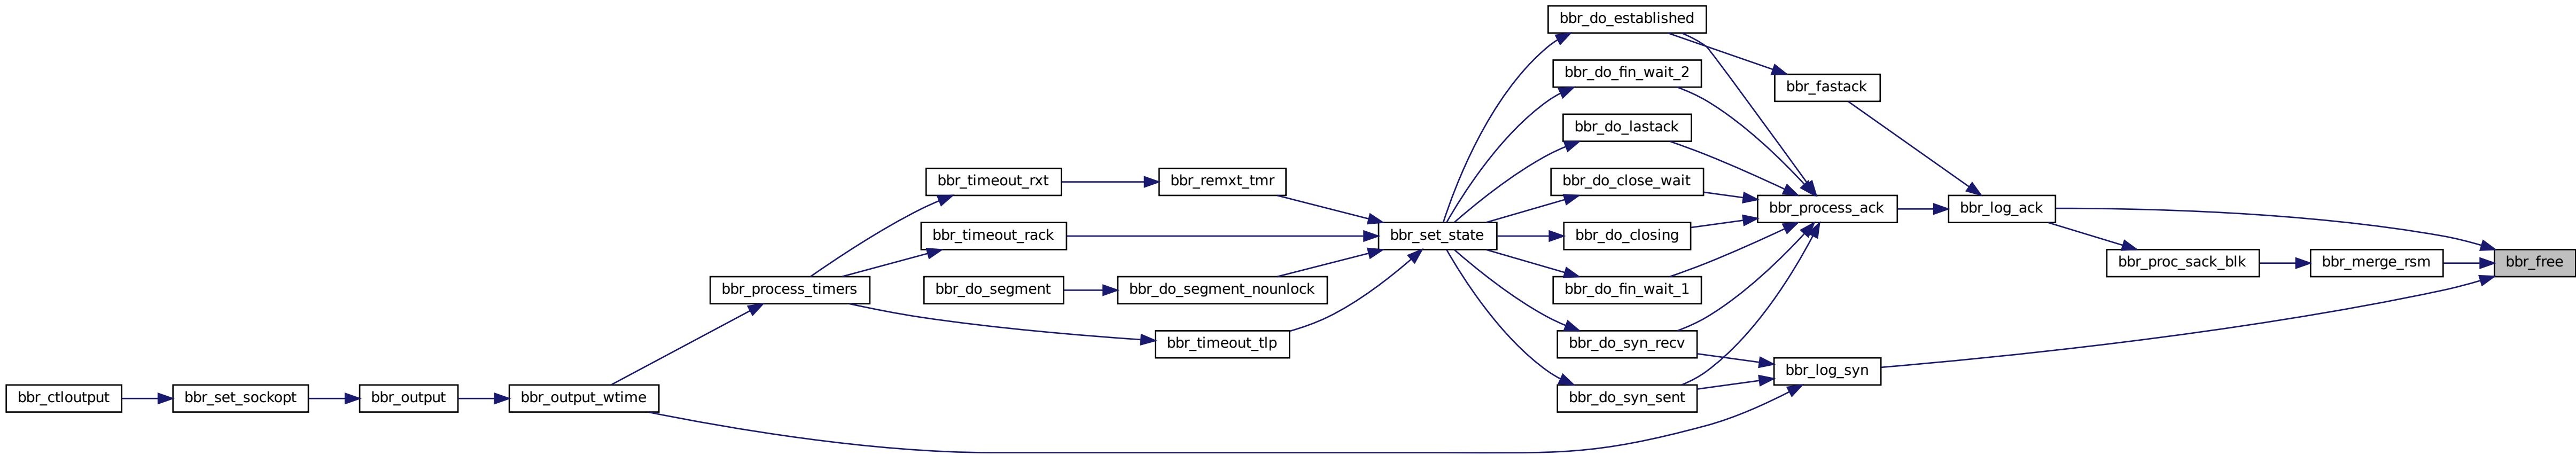 bbr_do_established
bbr_do_fin_wait_2
bbr_fastack
bbr_do_lastack
bbr_timeout_rxt
bbr_remxt_tmr
bbr_do_close_wait
bbr_process_ack
bbr_log_ack
bbr_timeout_rack
bbr_set_state
bbr_do_closing
bbr_proc_sack_blk
bbr_merge_rsm
bbr_free
bbr_process_timers
bbr_do_segment
bbr_do_segment_nounlock
bbr_do_fin_wait_1
bbr_timeout_tlp
bbr_do_syn_recv
bbr_log_syn
bbr_ctloutput
bbr_set_sockopt
bbr_output
bbr_output_wtime
bbr_do_syn_sent